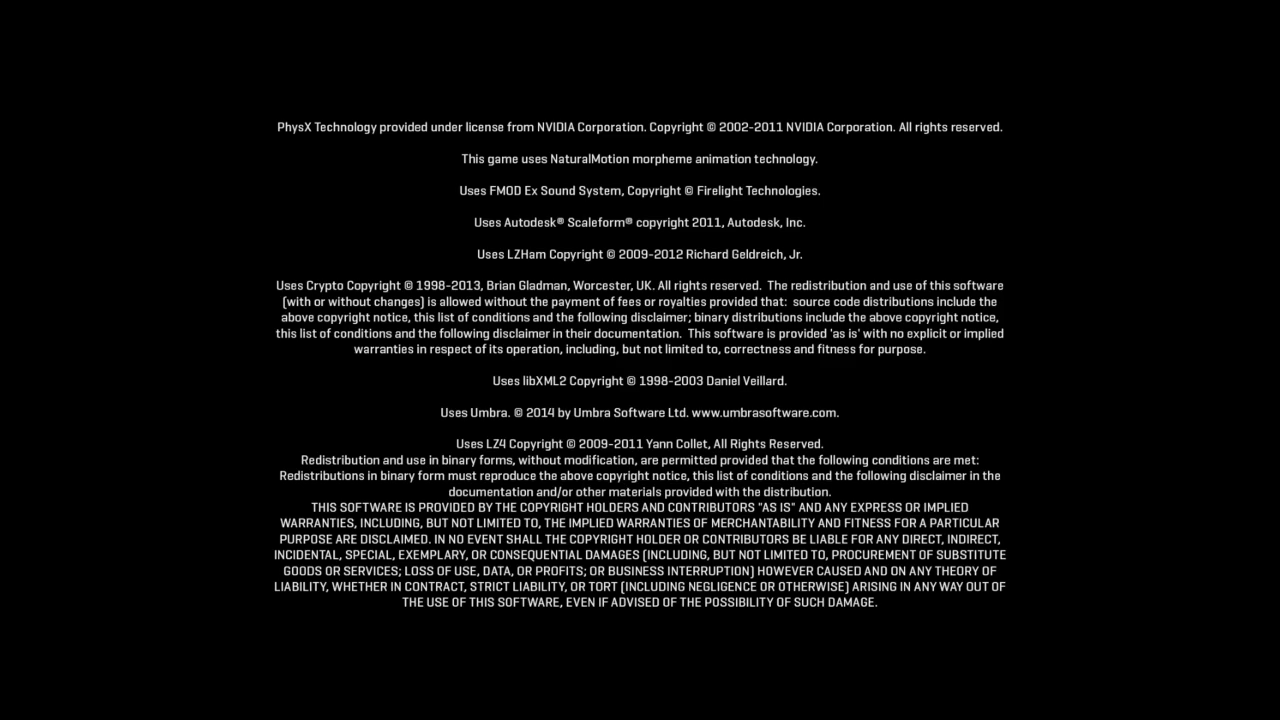 PhysX Technology provided under license from NVIDIA Corporation. Copyright © 2002-2011 NVIDIA Corporation. All rights reserved.
This game uses NaturalMotion morpheme animation technology.
Uses FMOD Ex Sound System, Copyright © Firelight Technologies.
Uses Autodesk® Scaleform® copyright 2011, Autodesk, Inc.
Uses LZHam Copyright © 2009-2012 Richard Geldreich, Jr.
Uses Crypto Copyright © 1998-2013, Brian Gladman, Worcester, UK. All rights reserved.  The redistribution and use of this software
(with or without changes) is allowed without the payment of fees or royalties provided that:  source code distributions include the
above copyright notice, this list of conditions and the following disclaimer; binary distributions include the above copyright notice,
this list of conditions and the following disclaimer in their documentation.  This software is provided 'as is' with no explicit or implied
warranties in respect of its operation, including, but not limited to, correctness and fitness for purpose.
Uses libXML2 Copyright © 1998-2003 Daniel Veillard.
Uses Umbra. © 2014 by Umbra Software Ltd. www.umbrasoftware.com.
Uses LZ4 Copyright © 2009-2011 Yann Collet, All Rights Reserved.
Redistribution and use in binary forms, without modification, are permitted provided that the following conditions are met:
Redistributions in binary form must reproduce the above copyright notice, this list of conditions and the following disclaimer in the
documentation and/or other materials provided with the distribution.
THIS SOFTWARE IS PROVIDED BY THE COPYRIGHT HOLDERS AND CONTRIBUTORS "AS IS" AND ANY EXPRESS OR IMPLIED
WARRANTIES, INCLUDING, BUT NOT LIMITED TO, THE IMPLIED WARRANTIES OF MERCHANTABILITY AND FITNESS FOR A PARTICULAR
PURPOSE ARE DISCLAIMED. IN NO EVENT SHALL THE COPYRIGHT HOLDER OR CONTRIBUTORS BE LIABLE FOR ANY DIRECT, INDIRECT,
INCIDENTAL, SPECIAL, EXEMPLARY, OR CONSEQUENTIAL DAMAGES (INCLUDING, BUT NOT LIMITED TO, PROCUREMENT OF SUBSTITUTE
GOODS OR SERVICES; LOSS OF USE, DATA, OR PROFITS; OR BUSINESS INTERRUPTION) HOWEVER CAUSED AND ON ANY THEORY OF
LIABILITY, WHETHER IN CONTRACT, STRICT LIABILITY, OR TORT (INCLUDING NEGLIGENCE OR OTHERWISE) ARISING IN ANY WAY OUT OF
THE USE OF THIS SOFTWARE, EVEN IF ADVISED OF THE POSSIBILITY OF SUCH DAMAGE.